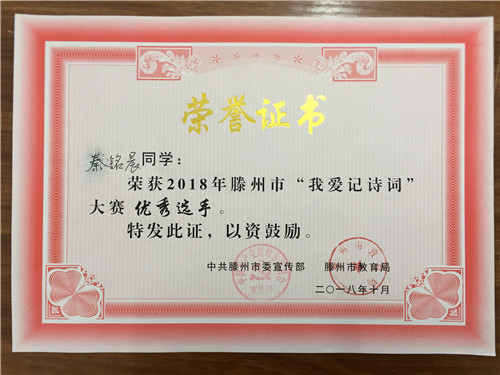 荣誉证书
秦铭晨同学：
荣获2018年滕州市“我爱记诗词”
大赛 优秀选手。
特发此证，以资鼓励。
中共滕州市委宣传部 滕州市教育局
二〇一八年十月